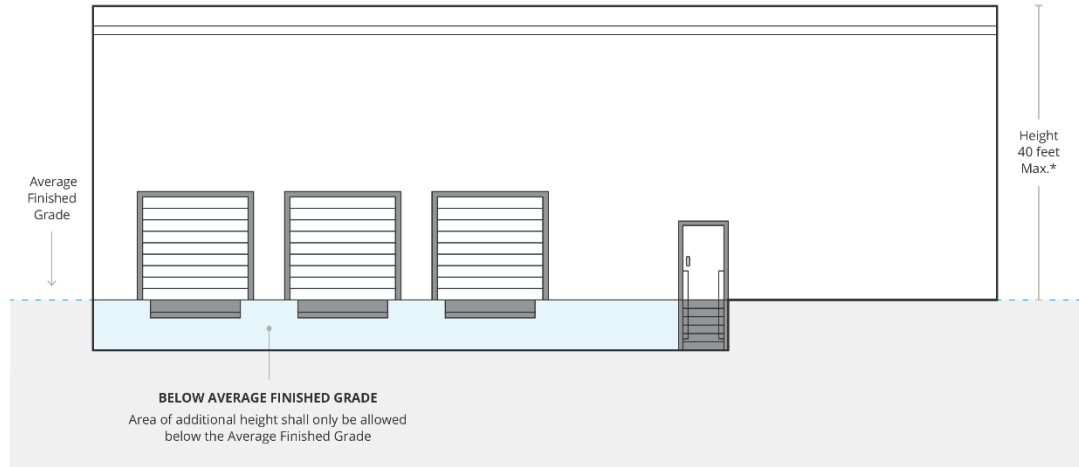 Height
40 feet
Max.*
Average
Finished
Grade
BELOW AVERAGE FINISHED GRADE
Area of additional height shall only be allowed
below the Average Finished Grade